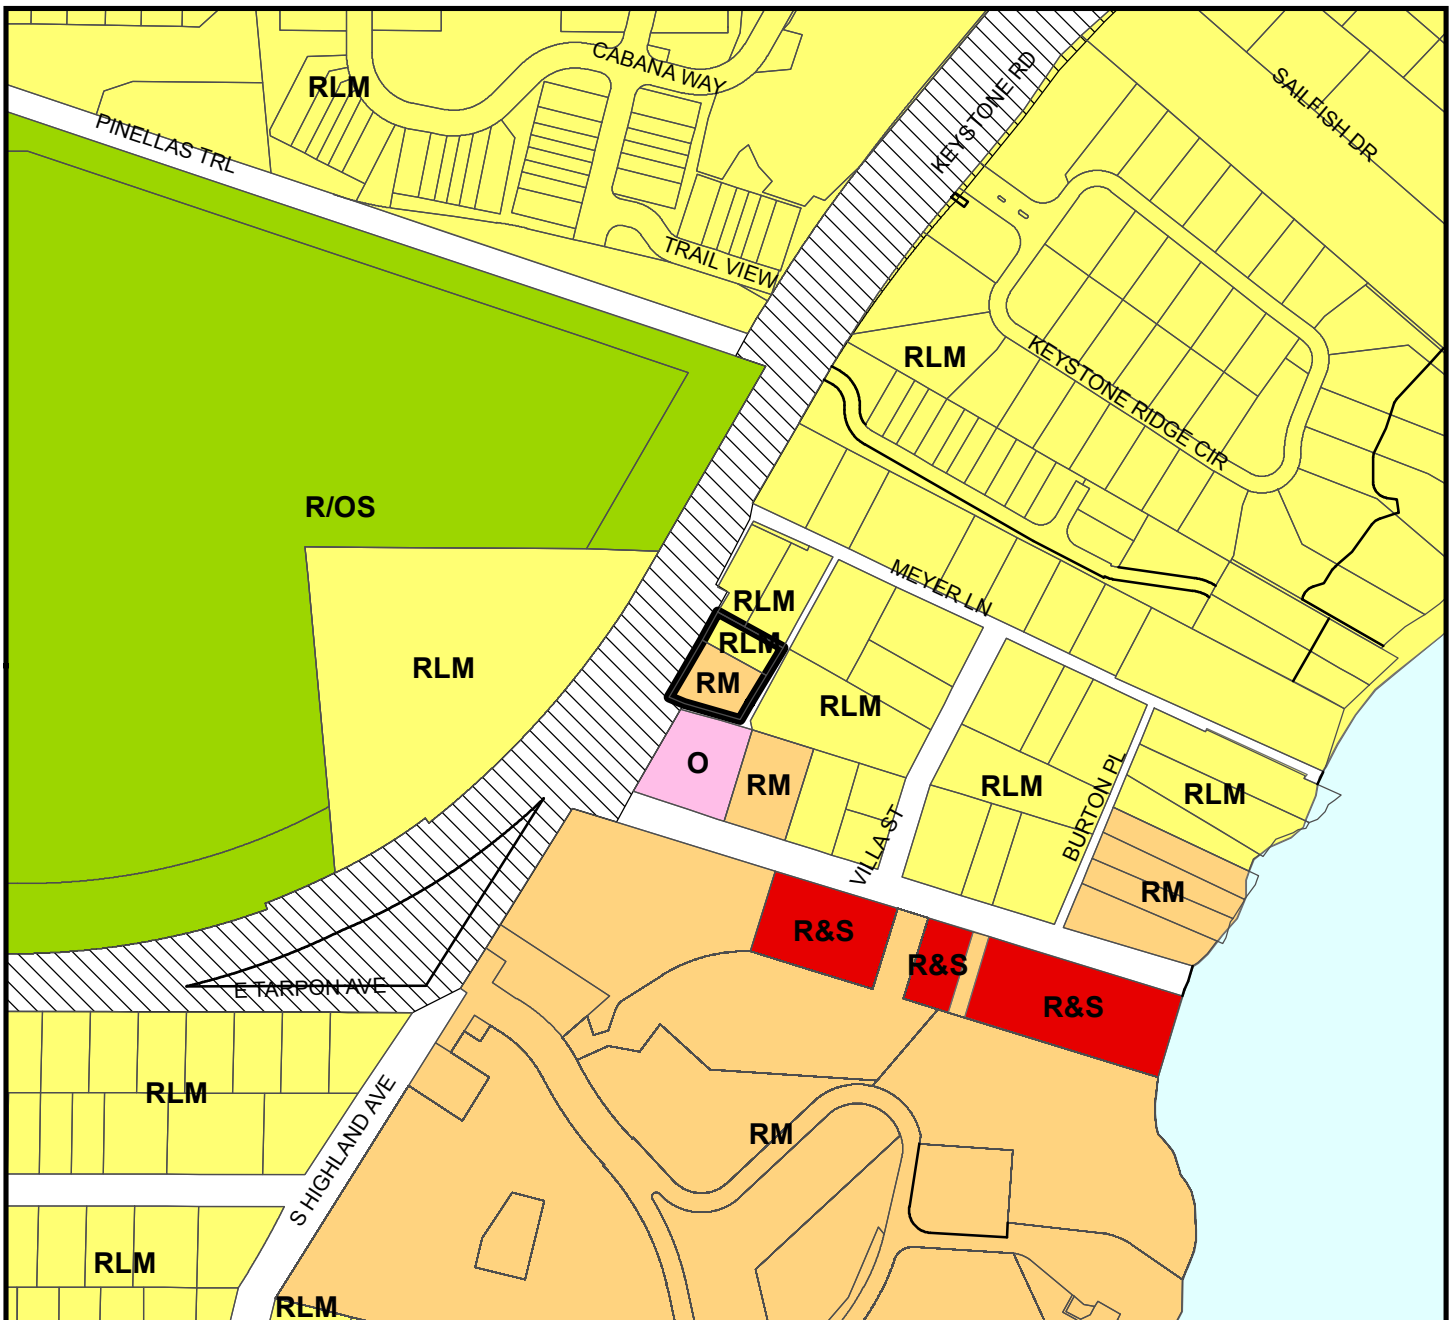 CABANA WAY
KEYSTONE RD
SAILFISH DR
RLM
PINELLAS TRL
TRAIL VIEW
RLM
KEYSTONE RIDGE CIR
R/OS
MEYER LN
RLM
RLM
RLM
RM
RLM
O
RM
RLM
BURTON PL
RLM
VILLA ST
RM
R&S
R&S
R&S
E TARPON AVE
RLM
S HIGHLAND AVE
RM
RLM
RLM